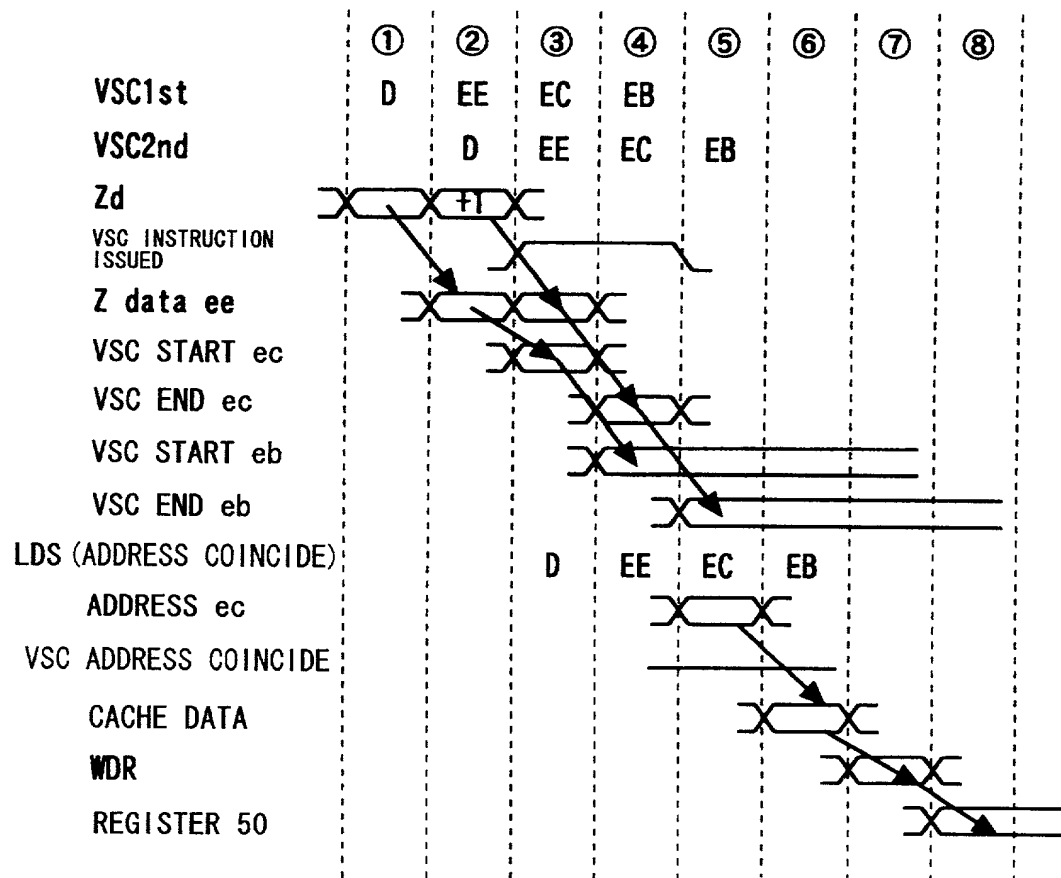 ① ② ③ ④ ⑤ ⑥ ⑦ ⑧
VSC1st D EE EC EB
VSC2nd D EE EC EB
Zd +1
VSC INSTRUCTION
ISSUED
Z data ee
VSC START ec
VSC END ec
VSC START eb
VSC END eb
LDS (ADDRESS COINCIDE) D EE EC EB
ADDRESS ec
VSC ADDRESS COINCIDE
CACHE DATA
WDR
REGISTER 50